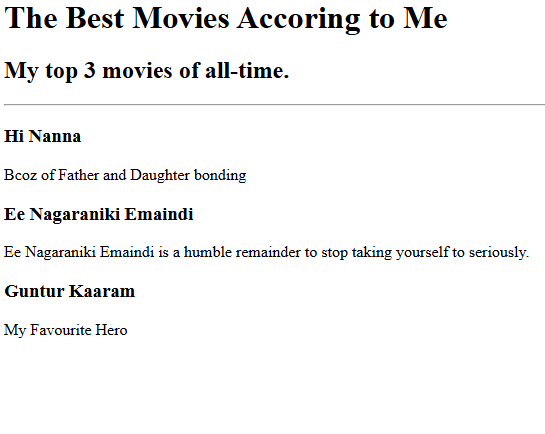 The Best Movies Accoring to Me
My top 3 movies of all-time.
Hi Nanna
Bcoz of Father and Daughter bonding
Ee Nagaraniki Emaindi
Ee Nagaraniki Emaindi is a humble remainder to stop taking yourself to seriously.
Guntur Kaaram
My Favourite Hero